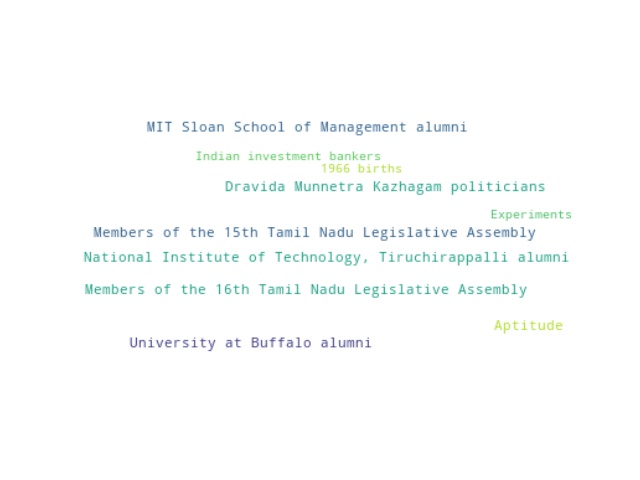 MIT Sloan School of Management alumni
Indian investment bankers
1966 births
Dravida Munnetra Kazhagam politicians
Experiments
Members of the 15th Tamil Nadu Legislative Assembly
National Institute of Technology, Tiruchirappalli alumni
Members of the 16th Tamil Nadu Legislative Assembly
Aptitude
University at Buffalo alumni